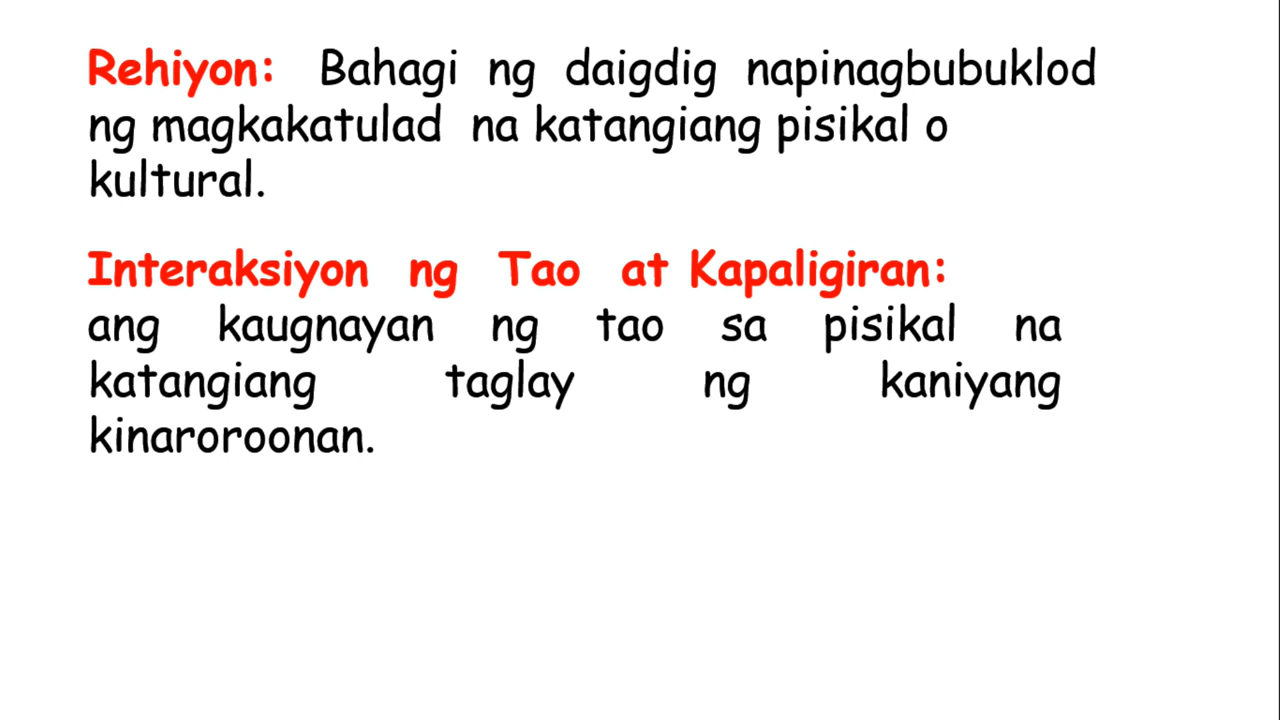 Rehiyon: Bahagi ng daigdig napinagbubuklod
ng magkakatulad na katangiang pisikal o
kultural.
Interaksiyon ng Tao at Kapaligiran:
ang kaugnayan ng tao sa pisikal na
katangiang taglay ng kaniyang
kinaroroonan.